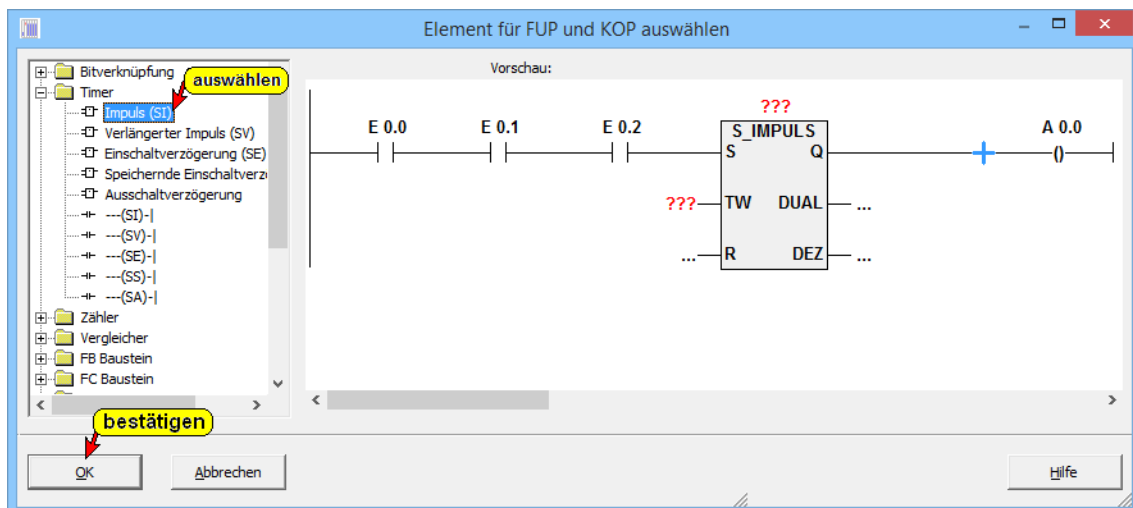 Element für FUP und KOP auswählen
Bitverknüpfung
auswählen
Timer
Impuls (SI)
Verlängerter Impuls (SV)
Einschaltverzögerung (SE)
Speichernde Einschaltverz
Ausschaltverzögerung
---(SI)-|
---(SV)-|
---(SE)-|
---(SS)-|
---(SA)-|
Zähler
Vergleicher
FB Baustein
FC Baustein
Vorschau:
???
E 0.0 E 0.1 E 0.2 S_IMPULS A 0.0
S Q ()
??? TW DUAL ...
... R DEZ ...
bestätigen
OK Abbrechen Hilfe